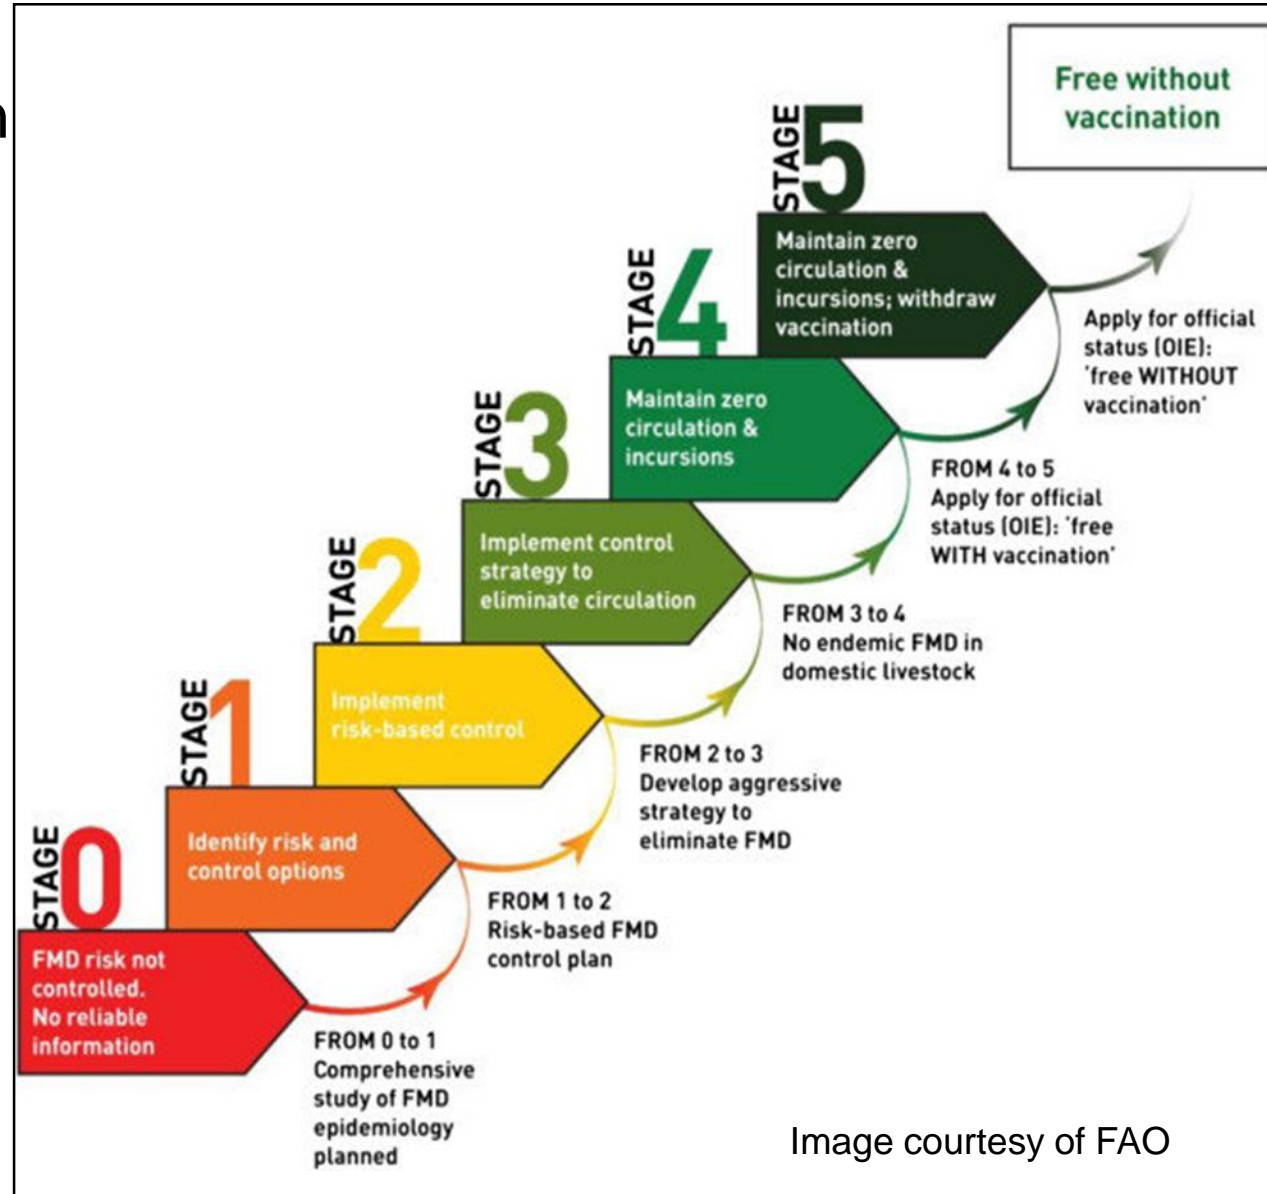 n
Free without
vaccination
STAGE 5
Maintain zero
circulation &
incursions; withdraw
vaccination
Apply for official
status (OIE):
'free WITHOUT
vaccination'
STAGE 4
Maintain zero
circulation &
incursions
FROM 4 to 5
Apply for official
status (OIE): 'free
WITH vaccination'
STAGE 3
Implement control
strategy to
eliminate circulation
FROM 3 to 4
No endemic FMD in
domestic livestock
STAGE 2
Implement
risk-based control
FROM 2 to 3
Develop aggressive
strategy to
eliminate FMD
STAGE 1
Identify risk and
control options
FROM 1 to 2
Risk-based FMD
control plan
STAGE 0
FMD risk not
controlled.
No reliable
information
FROM 0 to 1
Comprehensive
study of FMD
epidemiology
planned
Image courtesy of FAO